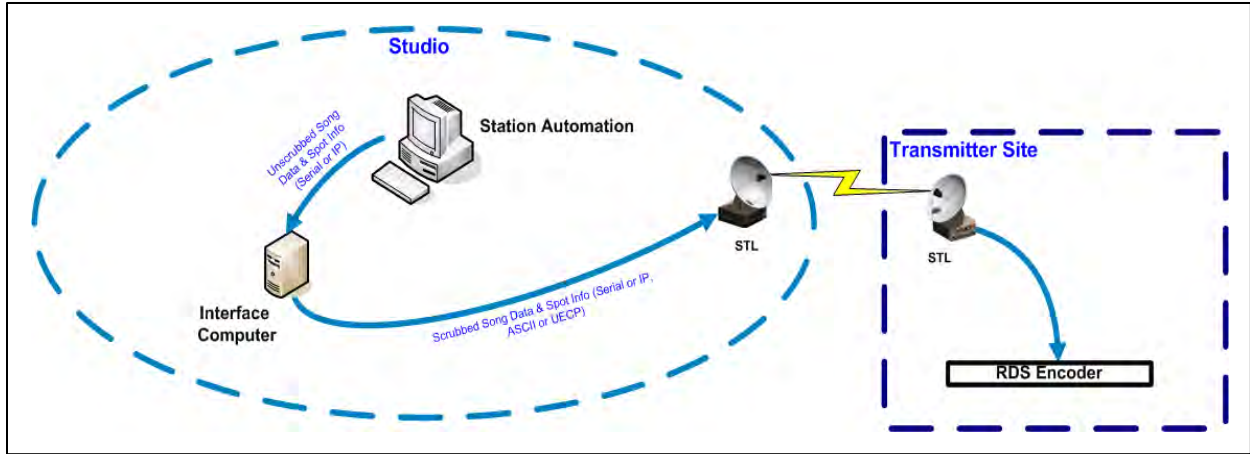 Studio
Station Automation
Unscrubbed Song
Data & Spot Info
(Serial or IP)
Interface
Computer
Scrubbed Song Data & Spot Info (Serial or IP,
ASCII or UECP)
STL
Transmitter Site
STL
RDS Encoder